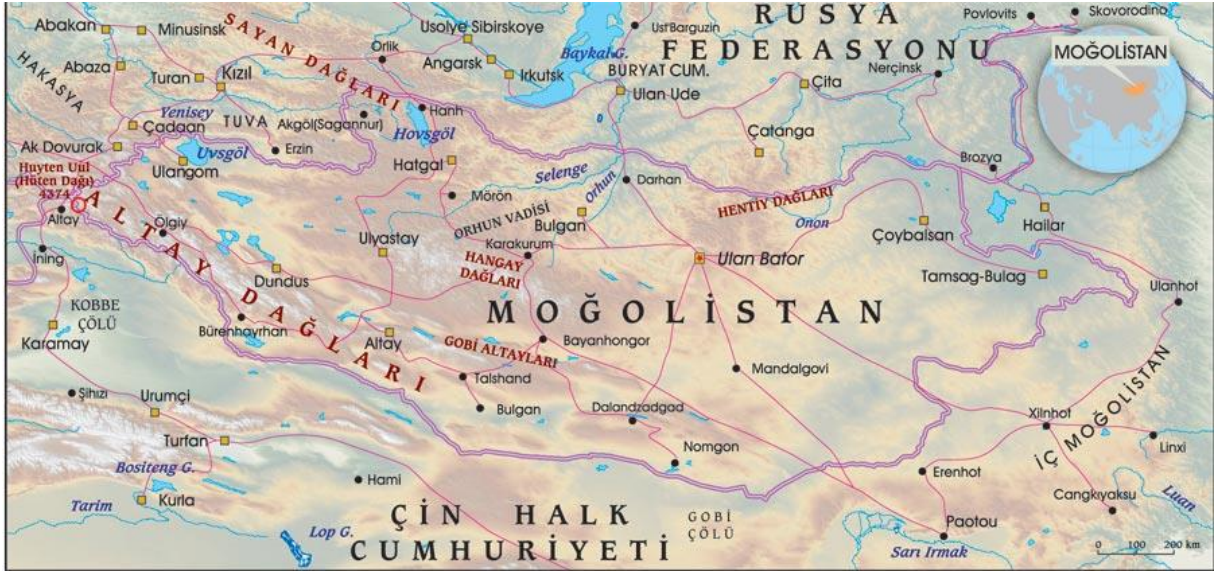 RUSYA
FEDERASYONU
MOĞOLİSTAN
Povlovits
Skovorodino
Abakan
Minusinsk
SAYAN DAĞLARI
Örlik
Usolye Sibirskoye
Ust'Barguzin
Baykal G.
HAKASYA
Abaza
Turan
Kızıl
Angarsk
Irkutsk
BURYAT CUM.
Ulan Ude
Çita
Nerçinsk
Yenisey
TUVA
Akgöl(Sagannur)
Hanh
Hovsgöl
Çadaan
Ak Dovurak
Uvsgöl
Erzin
Ulangom
Hatgal
Selenge
Orhun
Darhan
Çatanga
Brozya
Huyten Uul
(Hüten Dağı)
4374
Altay
ALTAY DAĞLARI
Ölgiy
Mörön
ORHUN VADİSİ
Bulgan
HENTİY DAĞLARI
Onon
Çoybalsan
Hailar
Ining
Ulyastay
Karakurum
HANGAY
DAĞLARI
Ulan Bator
Tamsag-Bulag
Ulanhot
Dundus
KOBBE
ÇÖLÜ
MOĞOLİSTAN
Bürenhayrhan
Karamay
Altay
GOBİ ALTAYLARI
Bayanhongor
Mandalgovi
Talshand
Bulgan
Şihızı
Urumçi
Dalandzadgad
Xilnhot
İÇ MOĞOLİSTAN
Linxi
Turfan
Nomgon
Erenhot
Bositeng G.
Hami
Kurla
Tarim
Cangkıyaksu
Luan
ÇİN HALK
CUMHURİYETİ
GOBİ
ÇÖLÜ
Lop G.
Paotou
Sarı Irmak
0 100 200 km